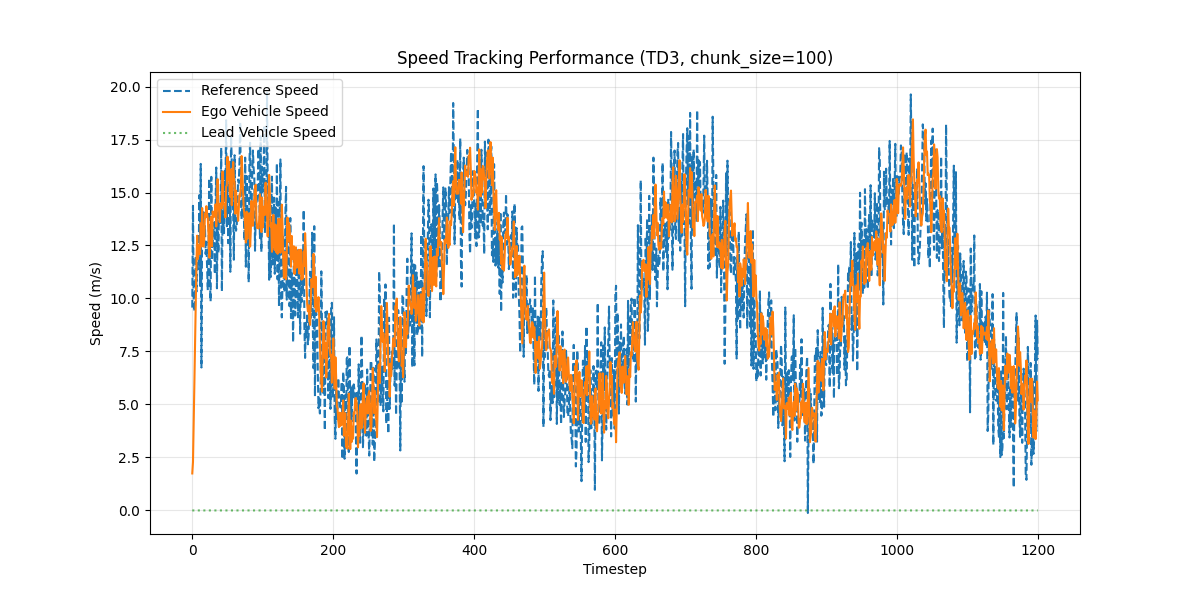 Speed Tracking Performance (TD3, chunk_size=100)
Reference Speed
Ego Vehicle Speed
Lead Vehicle Speed
20.0
17.5
15.0
12.5
10.0
7.5
5.0
2.5
0.0
Speed (m/s)
0 200 400 600 800 1000 1200
Timestep